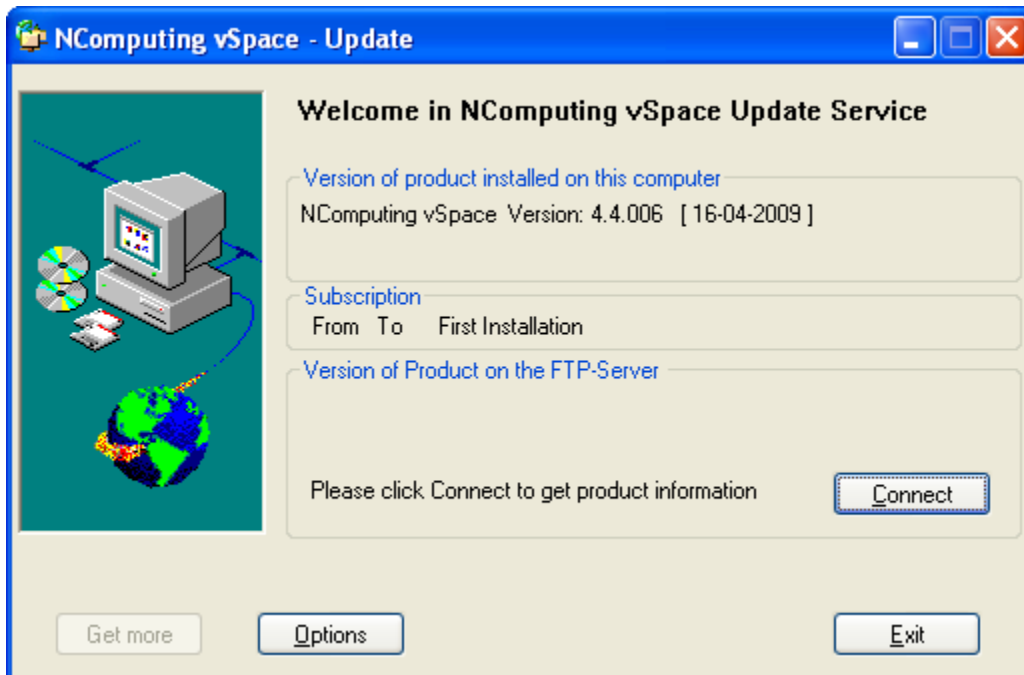 NComputing vSpace - Update
Welcome in NComputing vSpace Update Service
Version of product installed on this computer
NComputing vSpace Version: 4.4.006 [ 16-04-2009 ]
Subscription
From To First Installation
Version of Product on the FTP-Server
Please click Connect to get product information
Connect
Get more
Options
Exit